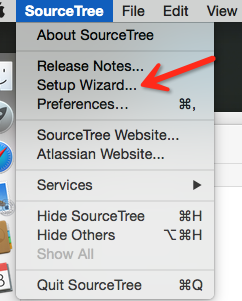 SourceTree File Edit View
About SourceTree
Release Notes...
Setup Wizard...
Preferences... ⌘,
SourceTree Website...
Atlassian Website...
Services
Hide SourceTree ⌘H
Hide Others ⌥⌘H
Show All
Quit SourceTree ⌘Q